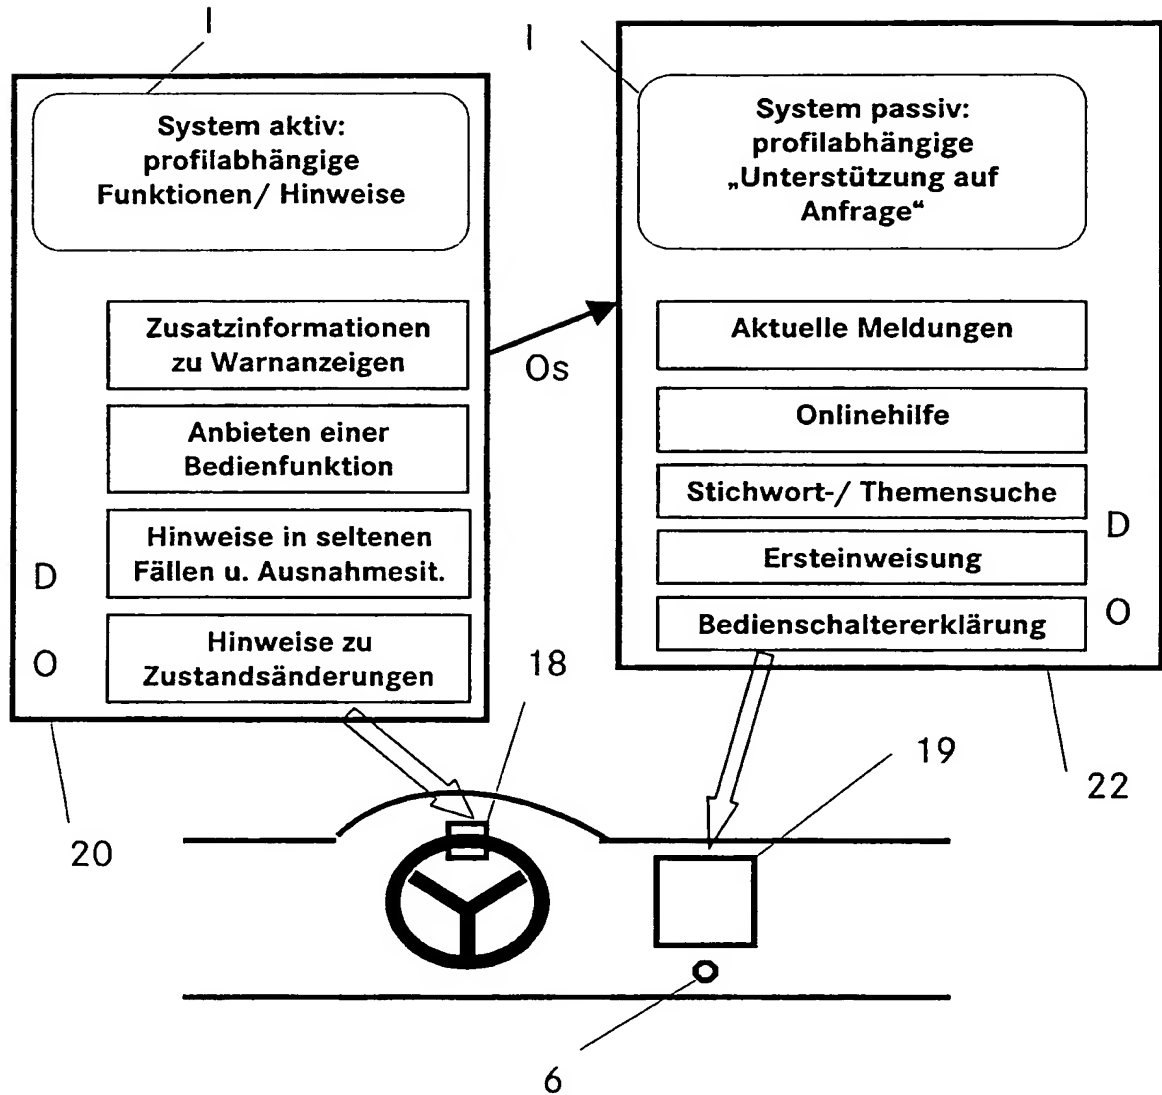 I
System aktiv:
profilabhängige
Funktionen/ Hinweise
Zusatzinformationen
zu Warnanzeigen
Anbieten einer
Bedienfunktion
Hinweise in seltenen
Fällen u. Ausnahmesit.
Hinweise zu
Zustandsänderungen
D
O
20
Os
I
System passiv:
profilabhängige
„Unterstützung auf
Anfrage“
Aktuelle Meldungen
Onlinehilfe
Stichwort-/ Themensuche
Ersteinweisung
Bedienschaltererklärung
D
O
22
18
19
6